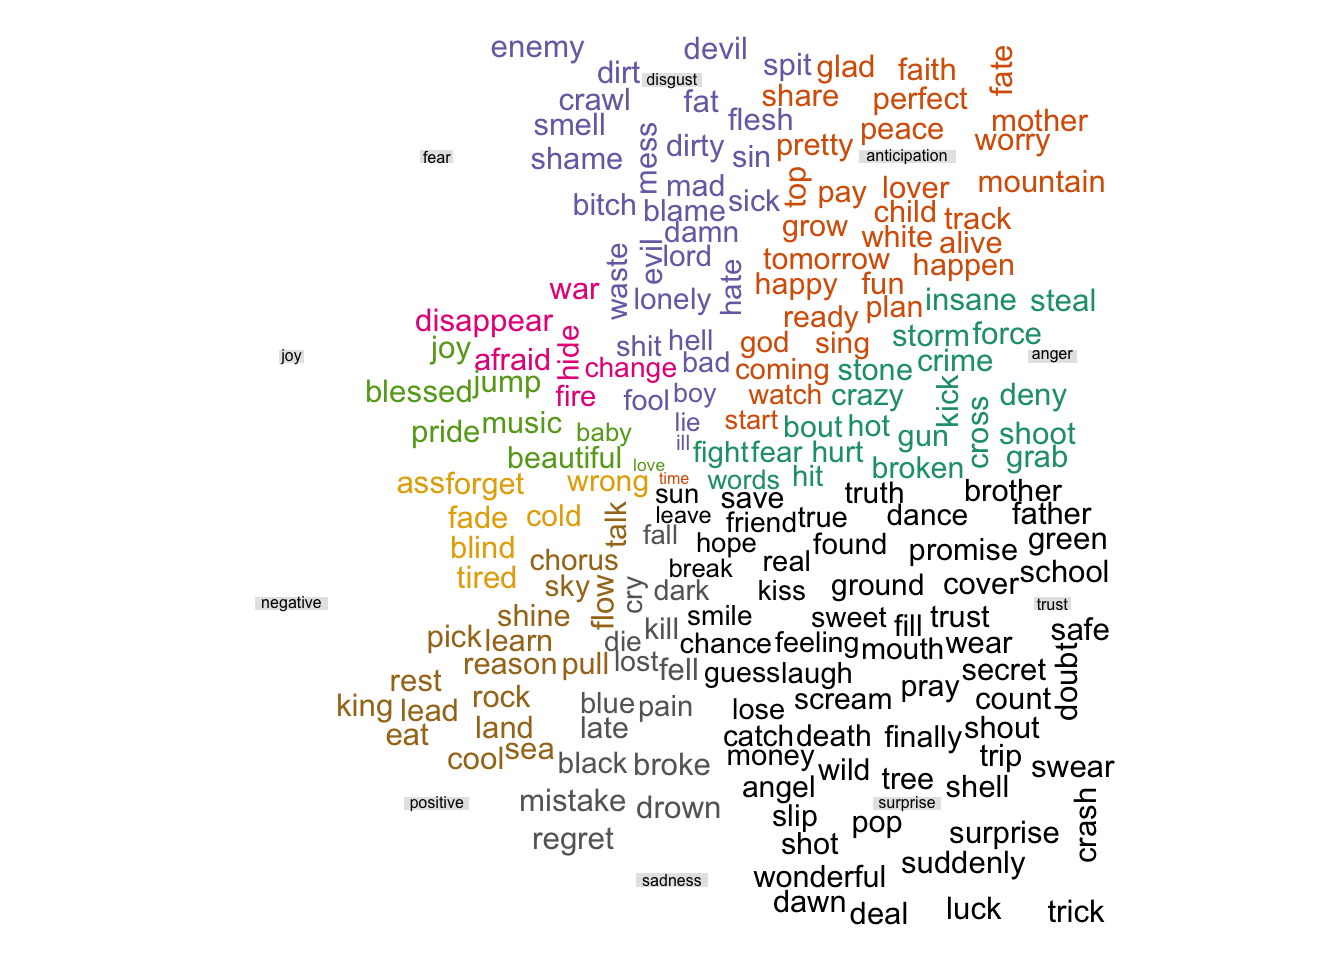 enemy devil
dirt disgust spit glad faith fate
crawl fat share perfect
smell flesh peace mother
shame mess dirty sin pretty anticipation worry
fear
mad top pay lover mountain
bitch blame sick child track
damn grow white alive
waste evil lord hate tomorrow happen
war lonely happy fun plan insane steal
disappear ready storm force
joy joy afraid hide shit hell god sing crime anger
change bad coming stone
blessed jump fire fool boy watch crazy kick deny
pride music baby lie start bout hot gun cross shoot
ill
beautiful love fight fear hurt broken grab
ass forget wrong time words hit
sun save truth brother
fade cold talk leave friend true dance father
blind fall hope found promise green
chorus break real school
tired sky flow cry dark kiss ground cover
negative shine smile sweet fill trust trust safe
pick learn die kill chance feeling mouth wear
reason pull lost fell guess laugh secret doubt
rest pray
king lead rock blue pain lose scream count
eat land late catch death finally shout
cool sea black broke money wild trip swear
angel tree shell
positive mistake drown slip surprise crash
regret shot pop surprise
suddenly
sadness wonderful
dawn deal luck trick